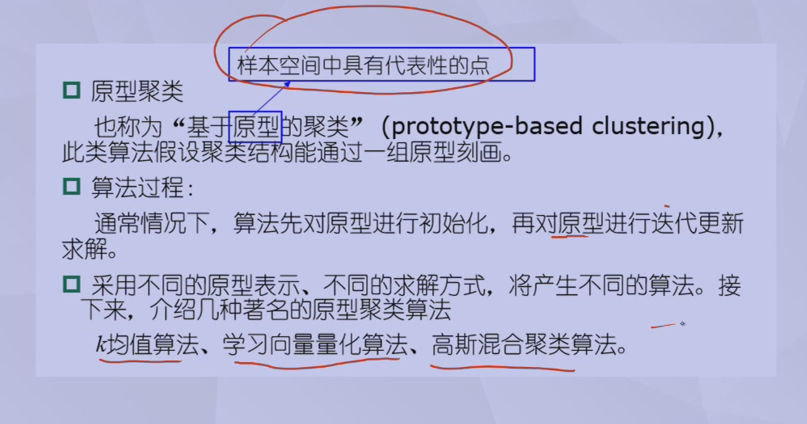 样本空间中具有代表性的点
原型聚类
也称为“基于原型的聚类” (prototype-based clustering),
此类算法假设聚类结构能通过一组原型刻画。
算法过程：
通常情况下，算法先对原型进行初始化，再对原型进行迭代更新
求解。
采用不同的原型表示、不同的求解方式，将产生不同的算法。接
下来，介绍几种著名的原型聚类算法
k均值算法、学习向量量化算法、高斯混合聚类算法。